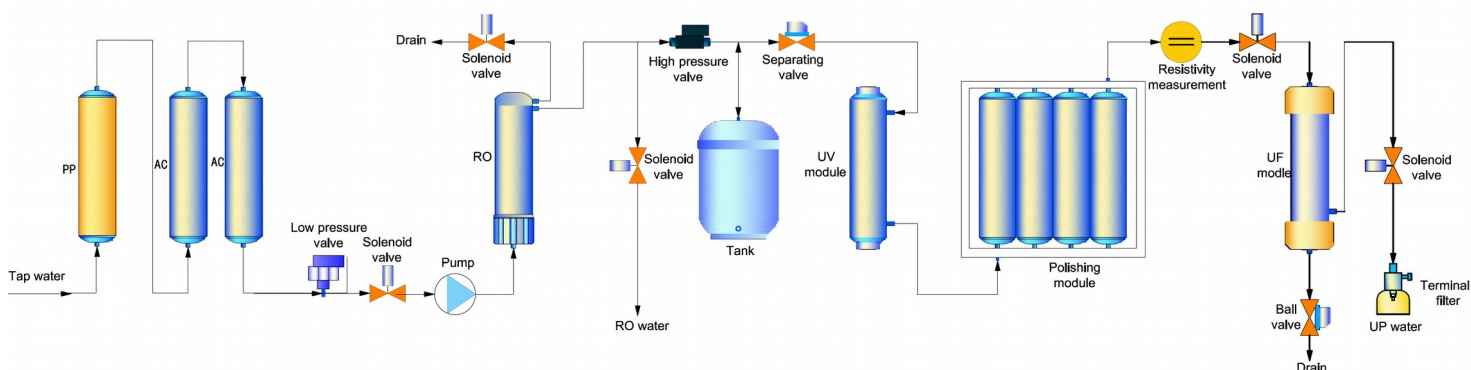 Tap water
PP
AC
AC
Low pressure
valve
Solenoid
valve
Pump
Drain
Solenoid
valve
RO
Solenoid
valve
RO water
High pressure
valve
Tank
Separating
valve
UV
module
Polishing
module
Resistivity
measurement
Solenoid
valve
UF
modle
Ball
valve
Drain
Solenoid
valve
Terminal
filter
UP water